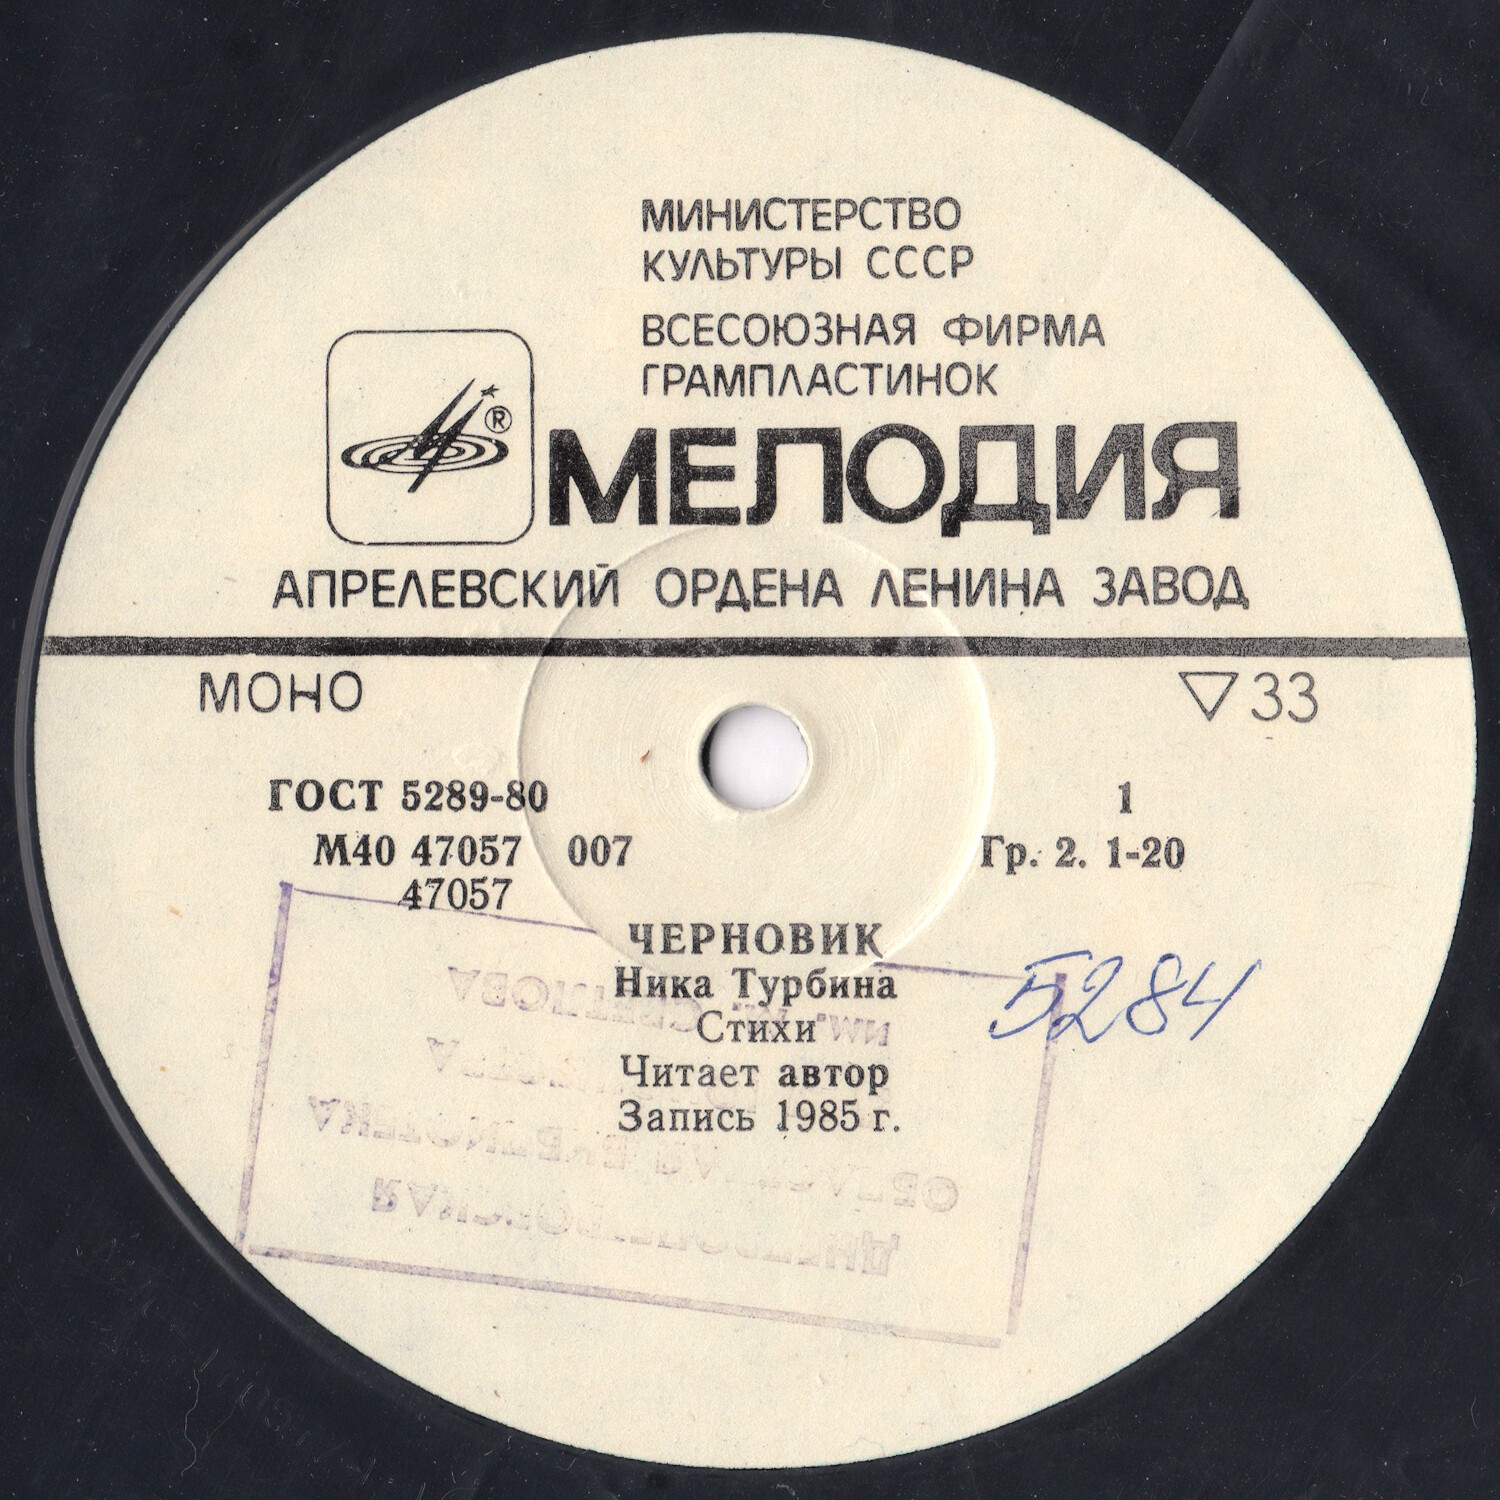 МИНИСТЕРСТВО
КУЛЬТУРЫ СССР
ВСЕСОЮЗНАЯ ФИРМА
ГРАМПЛАСТИНОК
®
МЕЛОДИЯ
АПРЕЛЕВСКИЙ ОРДЕНА ЛЕНИНА ЗАВОД
МОНО
▽33
ГОСТ 5289-80
1
М40 47057 007
Гр. 2. 1-20
47057
ЧЕРНОВИК
Ника Турбина
5284
Стихи
Читает автор
Запись 1985 г.